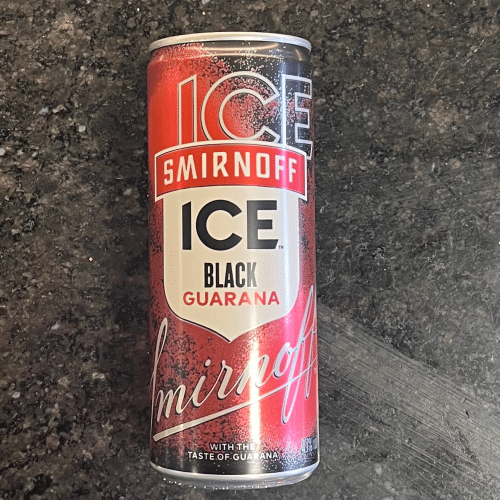 ICE
SMIRNOFF
ICE
BLACK
GUARANA
Smirnoff
WITH THE
TASTE OF GUARANA